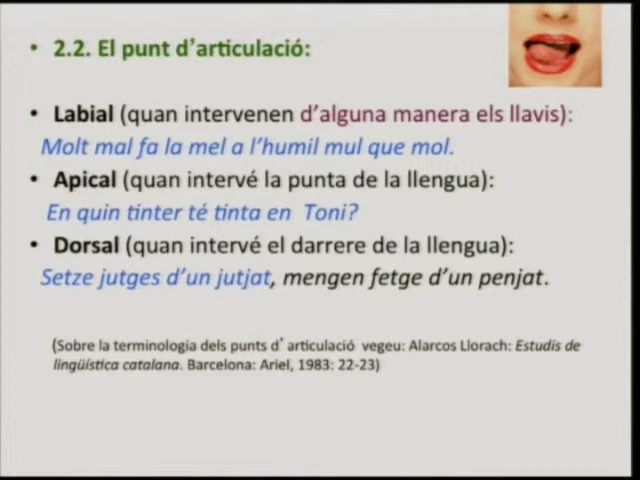 • 2.2. El punt d'articulació:
• Labial (quan intervenen d'alguna manera els llavis):
Molt mal fa la mel a l'humil mul que mol.
• Apical (quan intervé la punta de la llengua):
En quin tinter té tinta en Toni?
• Dorsal (quan intervé el darrere de la llengua):
Setze jutges d'un jutjat, mengen fetge d'un penjat.
(Sobre la terminologia dels punts d' articulació vegeu: Alarcos Llorach: Estudis de
lingüística catalana. Barcelona: Ariel, 1983: 22-23)